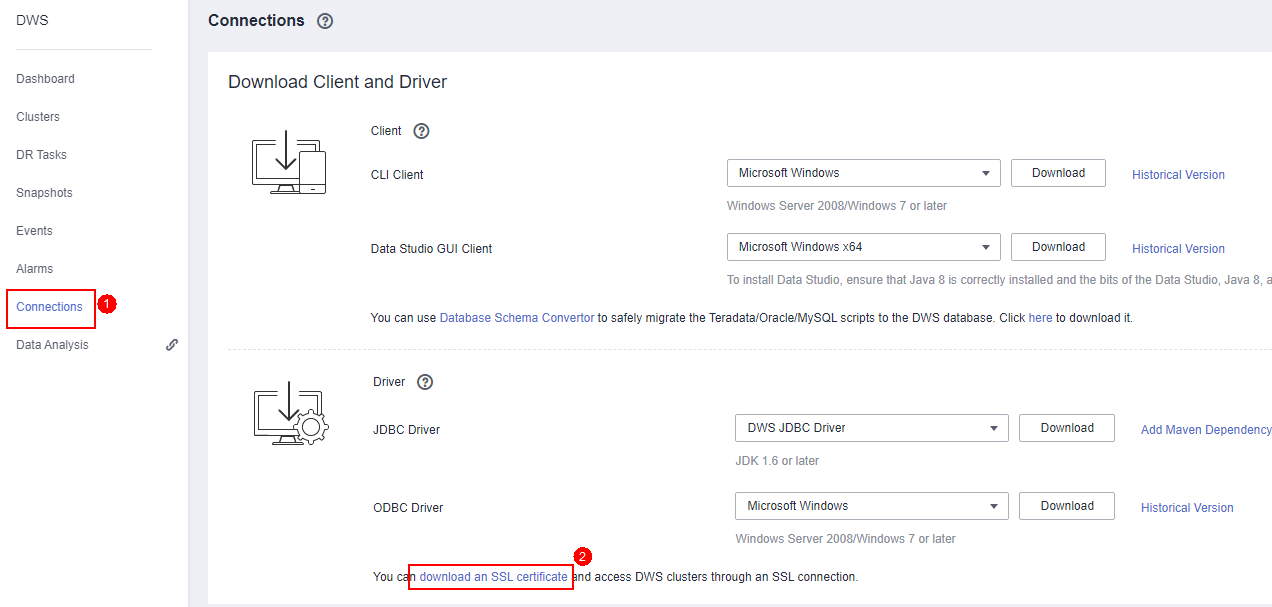 DWS
Dashboard
Clusters
DR Tasks
Snapshots
Events
Alarms
Connections 1
Data Analysis
Connections ?
Download Client and Driver
Client ?
CLI Client Microsoft Windows Download Historical Version
Windows Server 2008/Windows 7 or later
Data Studio GUI Client Microsoft Windows x64 Download Historical Version
To install Data Studio, ensure that Java 8 is correctly installed and the bits of the Data Studio, Java 8, a
You can use Database Schema Convertor to safely migrate the Teradata/Oracle/MySQL scripts to the DWS database. Click here to download it.
Driver ?
JDBC Driver DWS JDBC Driver Download Add Maven Dependency
JDK 1.6 or later
ODBC Driver Microsoft Windows Download Historical Version
Windows Server 2008/Windows 7 or later
2
You can download an SSL certificate and access DWS clusters through an SSL connection.